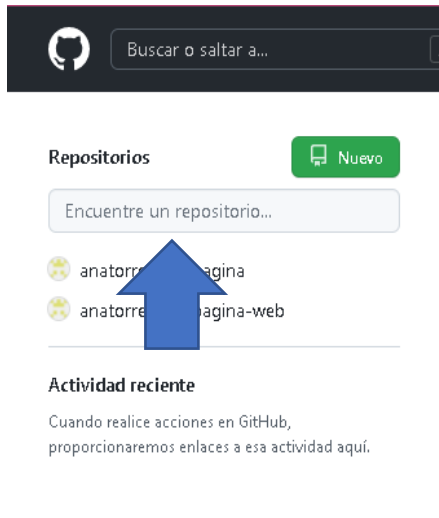 Buscar o saltar a...
Repositorios
Nuevo
Encuentre un repositorio...
anatorre agina
anatorre pagina-web
Actividad reciente
Cuando realice acciones en GitHub,
proporcionaremos enlaces a esa actividad aquí.